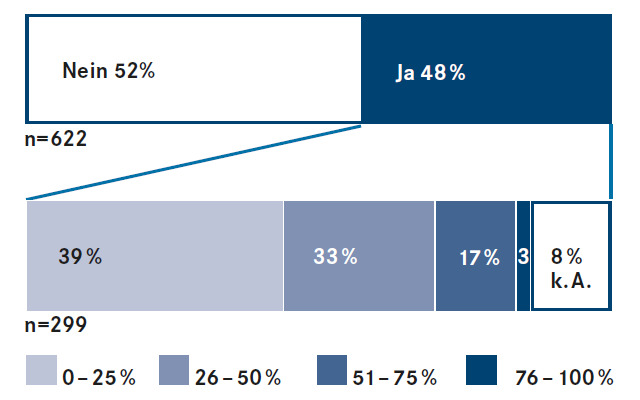 Nein 52%
Ja 48%
n=622
39% 33% 17% 3 8%
k.A.
n=299
0–25% 26–50% 51–75% 76–100%